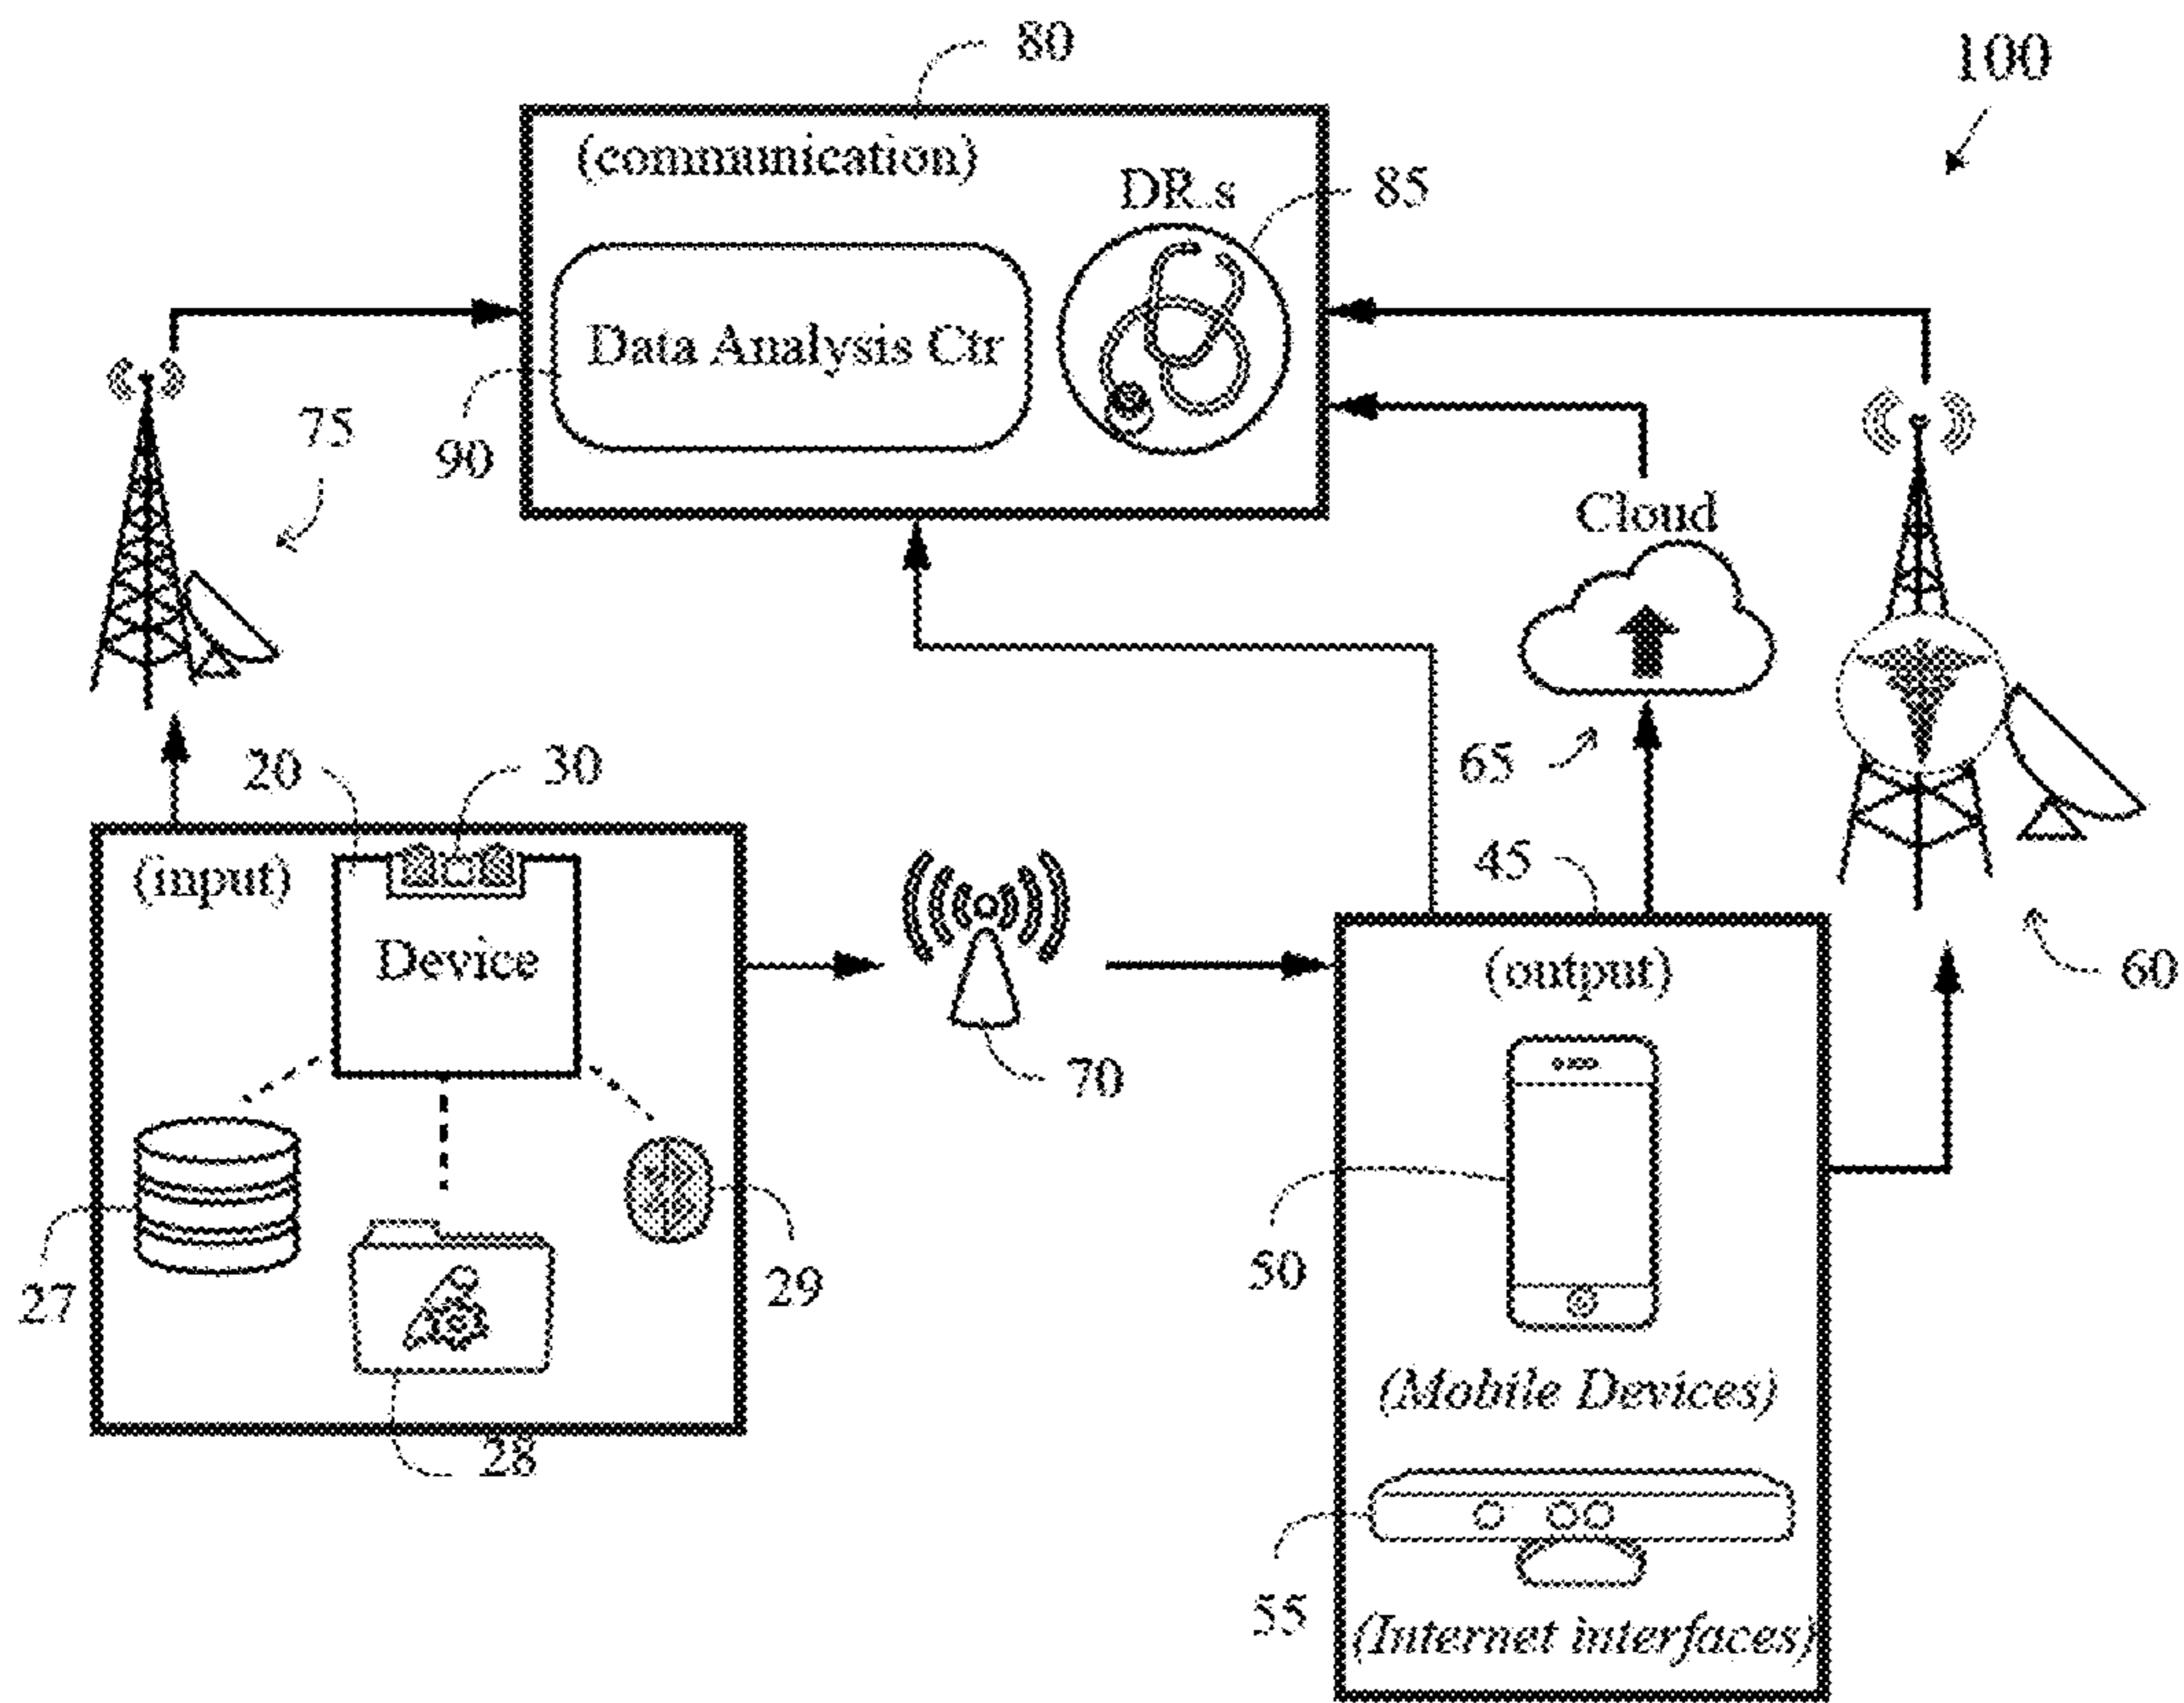 80
100
(communication)
DR.s
85
Data Analysis Ctr
75
90
Cloud
20
30
65
45
(input)
Device
(output)
60
70
50
27
29
(Mobile Devices)
28
55
(Internet interfaces)